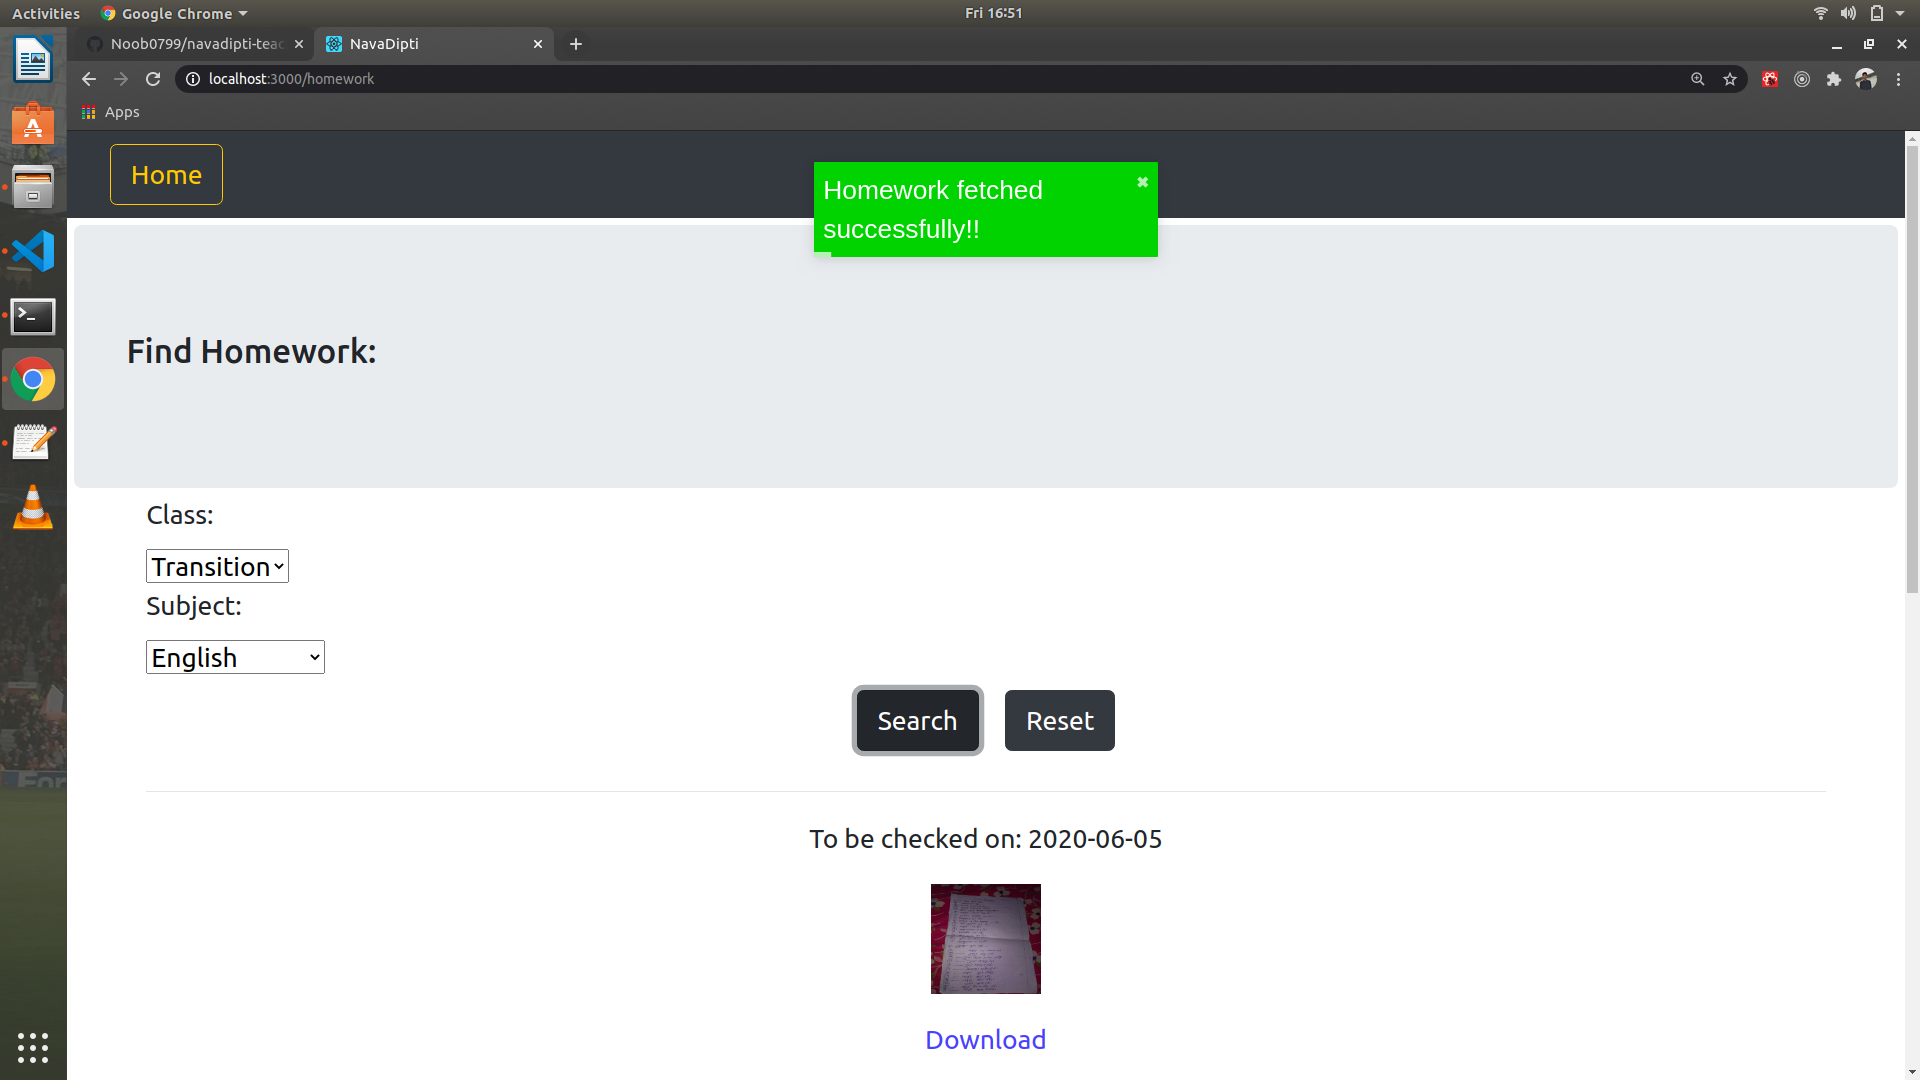 Activities
Google Chrome
Fri 16:51
Noob0799/navadipti-teac
NavaDipti
localhost:3000/homework
Apps
Home
Homework fetched
successfully!!
Find Homework:
Class:
Transition
Subject:
English
Search
Reset
To be checked on: 2020-06-05
Download